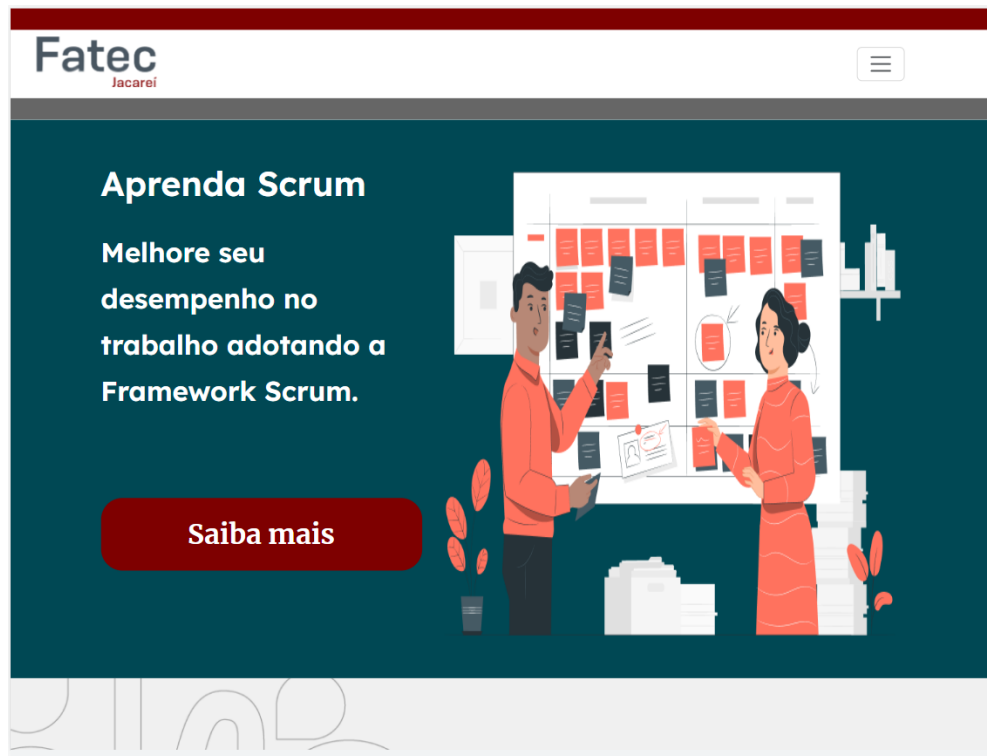 Fatec
Jacareí
Aprenda Scrum
Melhore seu
desempenho no
trabalho adotando a
Framework Scrum.
Saiba mais